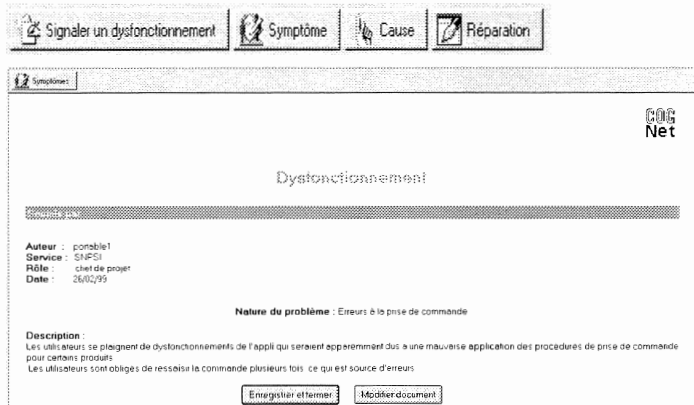 Signaler un dysfonctionnement Symptôme Cause Réparation
Symptômes
COG
Net
Dysfonctionnement
Auteur : portable1
Service : SNPSI
Rôle : chef de projet
Date : 26/02/99
Nature du problème : Erreurs à la prise de commande
Description :
Les utilisateurs se plaignent de dysfonctionnements de l'appli qui seraient apparemment dus a une mauvaise application des procedures de prise de commande
pour certains produits
Les utilisateurs sont obligés de ressaisir la commande plusieurs fois ce qui est source d'erreurs
Enregistrer et fermer Modifier document